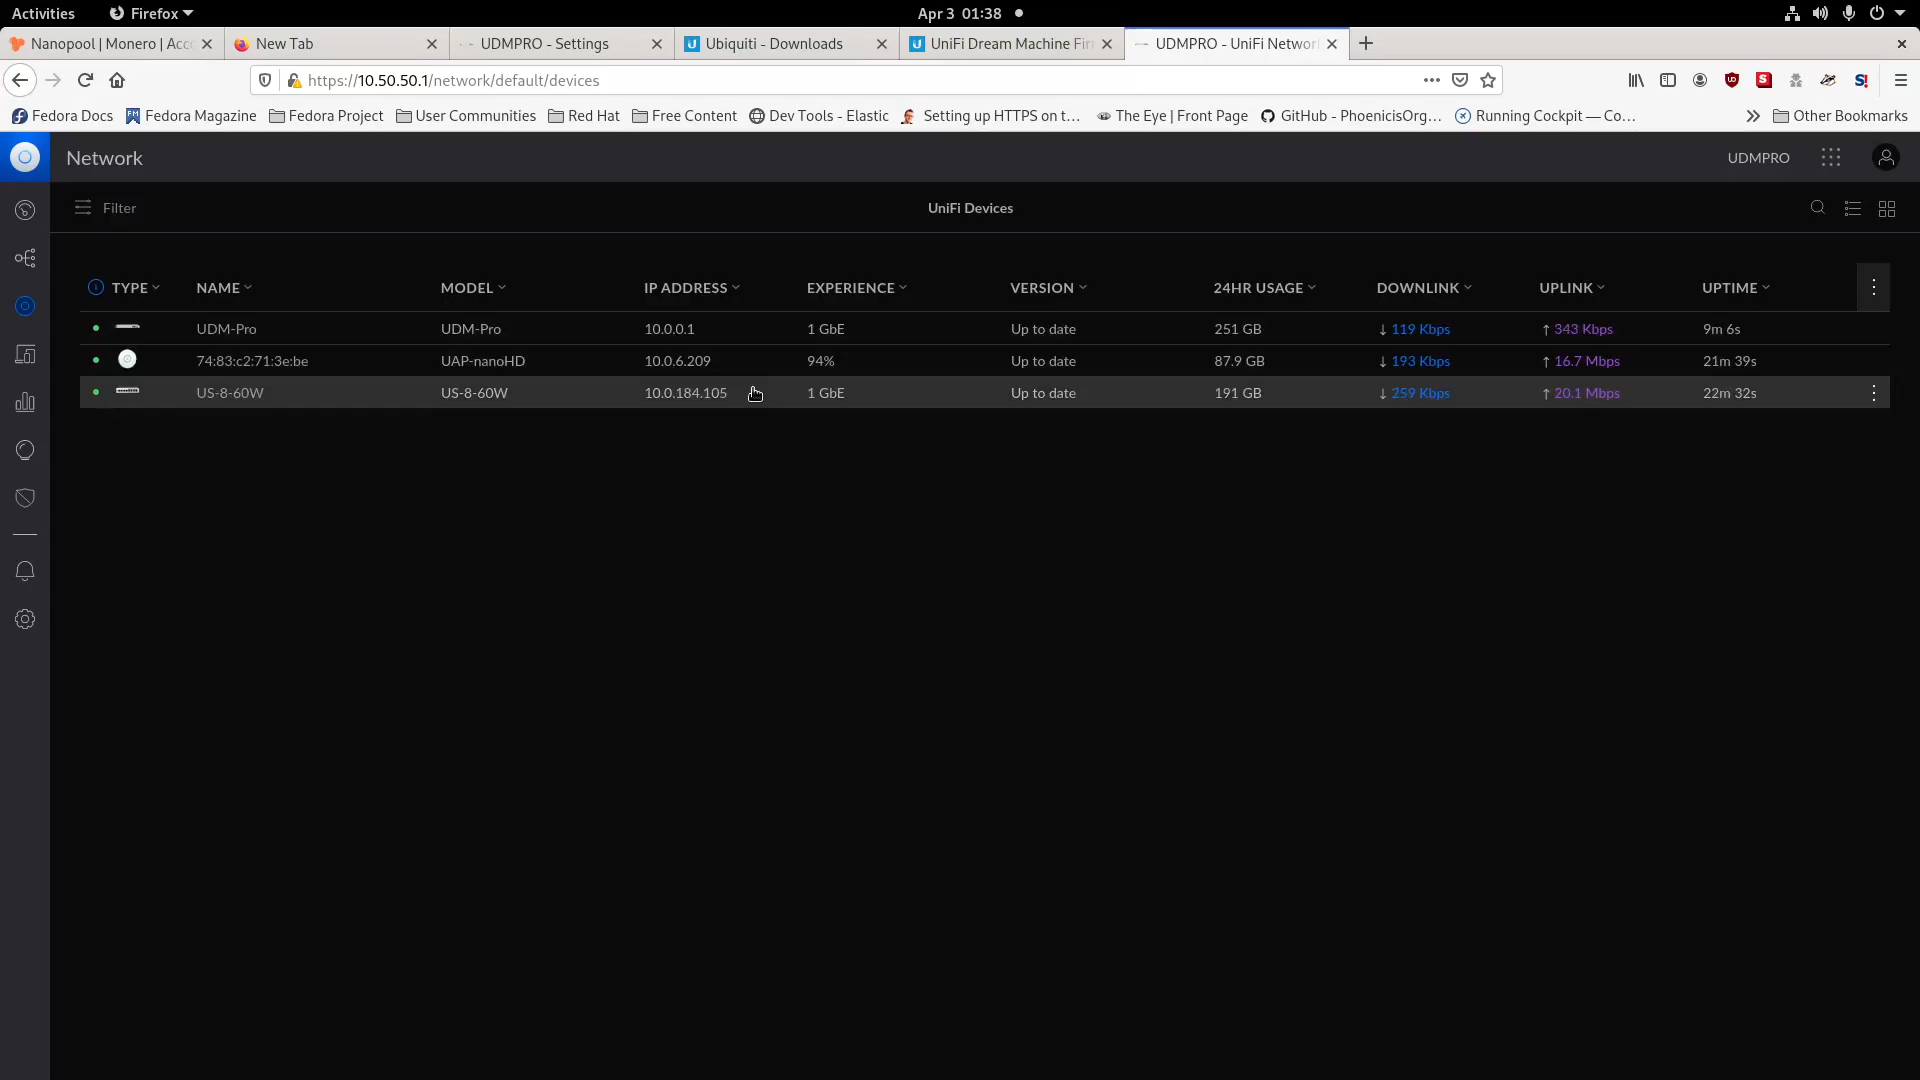 Activities Firefox Apr 3 01:38
Nanopool | Monero | Acc New Tab UDMPRO - Settings Ubiquiti - Downloads UniFi Dream Machine Fir UDMPRO - UniFi Networ
https://10.50.50.1/network/default/devices
Fedora Docs Fedora Magazine Fedora Project User Communities Red Hat Free Content Dev Tools - Elastic Setting up HTTPS on t… The Eye | Front Page GitHub - PhoenicisOrg… Running Cockpit — Co… Other Bookmarks
Network UDMPRO
Filter UniFi Devices
TYPE NAME MODEL IP ADDRESS EXPERIENCE VERSION 24HR USAGE DOWNLINK UPLINK UPTIME
UDM-Pro UDM-Pro 10.0.0.1 1 GbE Up to date 251 GB ↓ 119 Kbps ↑ 343 Kbps 9m 6s
74:83:c2:71:3e:be UAP-nanoHD 10.0.6.209 94% Up to date 87.9 GB ↓ 193 Kbps ↑ 16.7 Mbps 21m 39s
US-8-60W US-8-60W 10.0.184.105 1 GbE Up to date 191 GB ↓ 259 Kbps ↑ 20.1 Mbps 22m 32s